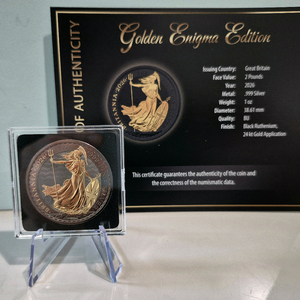 OF AUTHENTICITY
Golden Enigma Edition
Issuing Country: Great Britain
Face Value: 2 Pounds
Year: 2026
Metal: .999 Silver
Weight: 1 oz
Diameter: 38.61 mm
Quality: BU
Finish: Black Ruthenium,
24 kt Gold Application
This certificate guarantees the authenticity of the coin and
the correctness of the numismatic data.